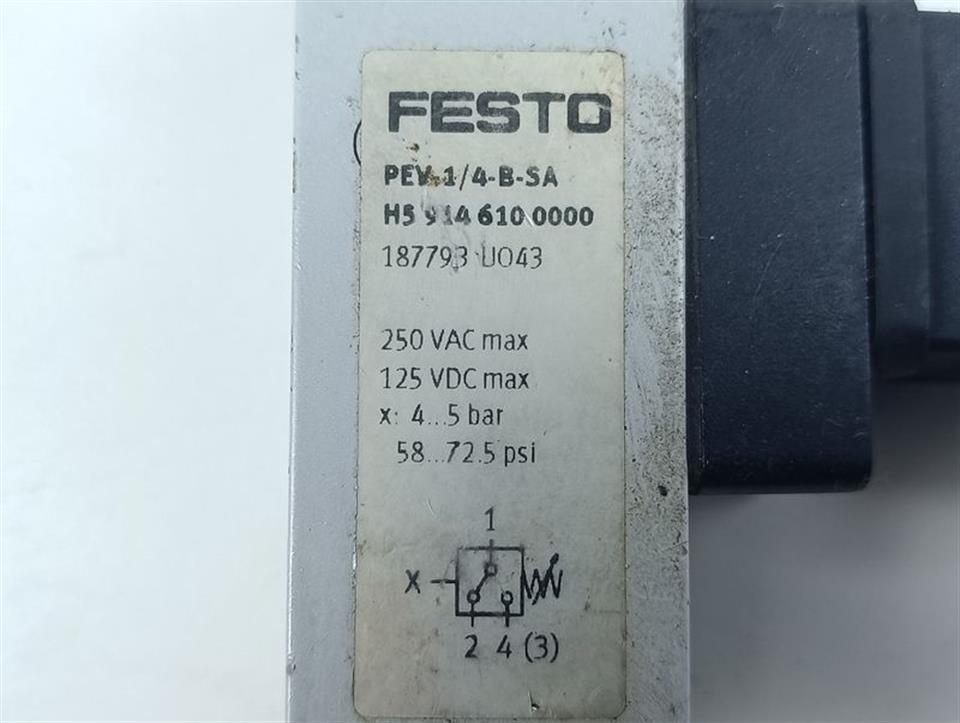 FESTO
PEV-1/4-B-SA
H5 914 610 0000
187793 U043
250 VAC max
125 VDC max
x: 4...5 bar
58...72.5 psi
1
X
2 4 (3)